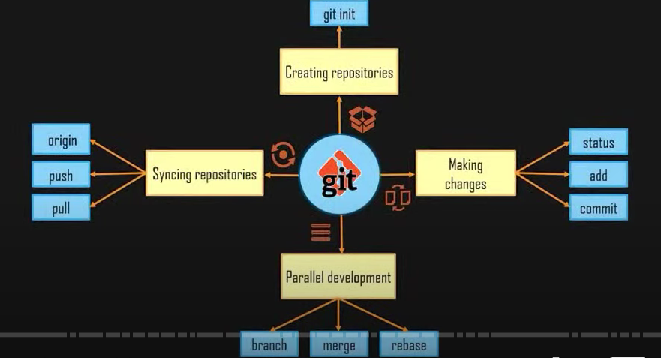 git init
Creating repositories
origin
push
pull
Syncing repositories
git
Making
changes
status
add
commit
Parallel development
branch
merge
rebase